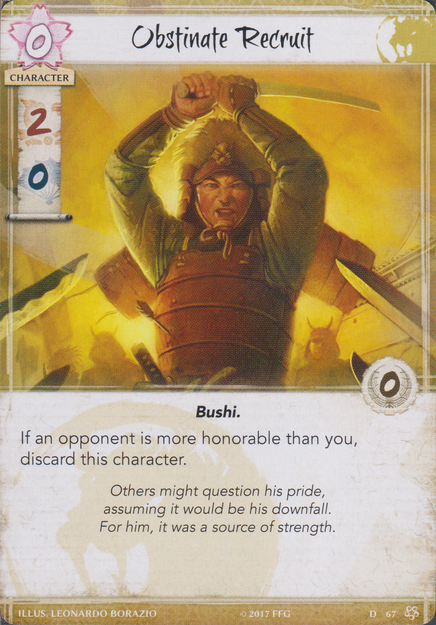 0
Obstinate Recruit
CHARACTER
2
0
0
Bushi.
If an opponent is more honorable than you,
discard this character.
Others might question his pride,
assuming it would be his downfall.
For him, it was a source of strength.
ILLUS: LEONARDO BORAZIO © 2017 FFG D 67